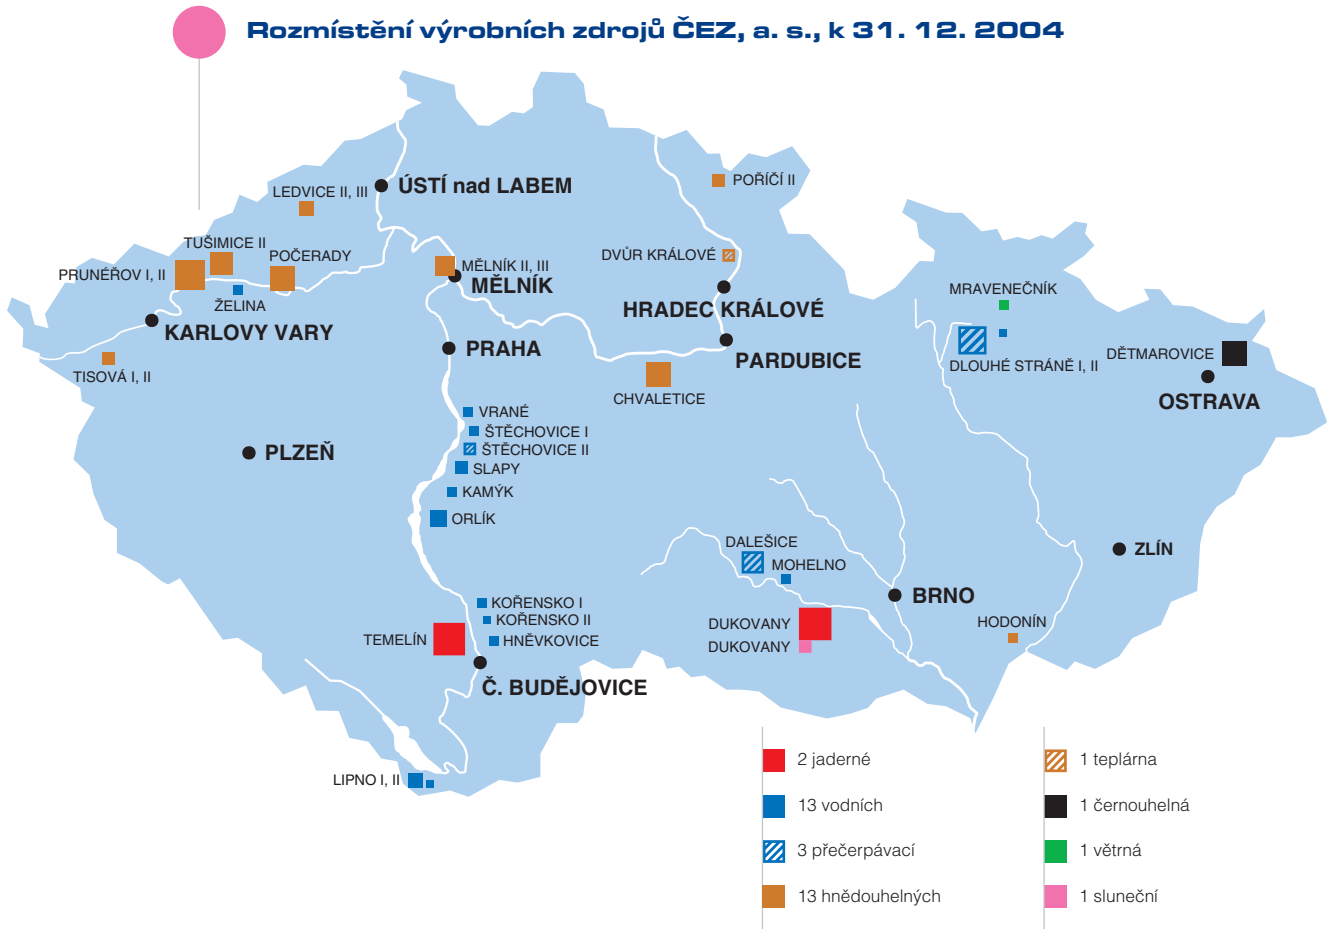 Rozmístění výrobních zdrojů ČEZ, a. s., k 31. 12. 2004
POŘÍČÍ II
LEDVICE II, III
ÚSTÍ nad LABEM
TUŠIMICE II
POČERADY
DVŮR KRÁLOVÉ
PRUNÉŘOV I, II
MĚLNÍK II, III
MĚLNÍK
ŽELINA
MRAVENEČNÍK
HRADEC KRÁLOVÉ
KARLOVY VARY
PRAHA
PARDUBICE
DĚTMAROVICE
DLOUHÉ STRÁNĚ I, II
TISOVÁ I, II
CHVALETICE
OSTRAVA
VRANÉ
ŠTĚCHOVICE I
ŠTĚCHOVICE II
PLZEŇ
SLAPY
KAMÝK
ORLÍK
DALEŠICE
ZLÍN
MOHELNO
BRNO
KOŘENSKO I
KOŘENSKO II
HNĚVKOVICE
TEMELÍN
DUKOVANY
DUKOVANY
HODONÍN
Č. BUDĚJOVICE
LIPNO I, II
2 jaderné
13 vodních
3 přečerpávací
13 hnědouhelných
1 teplárna
1 černouhelná
1 větrná
1 sluneční